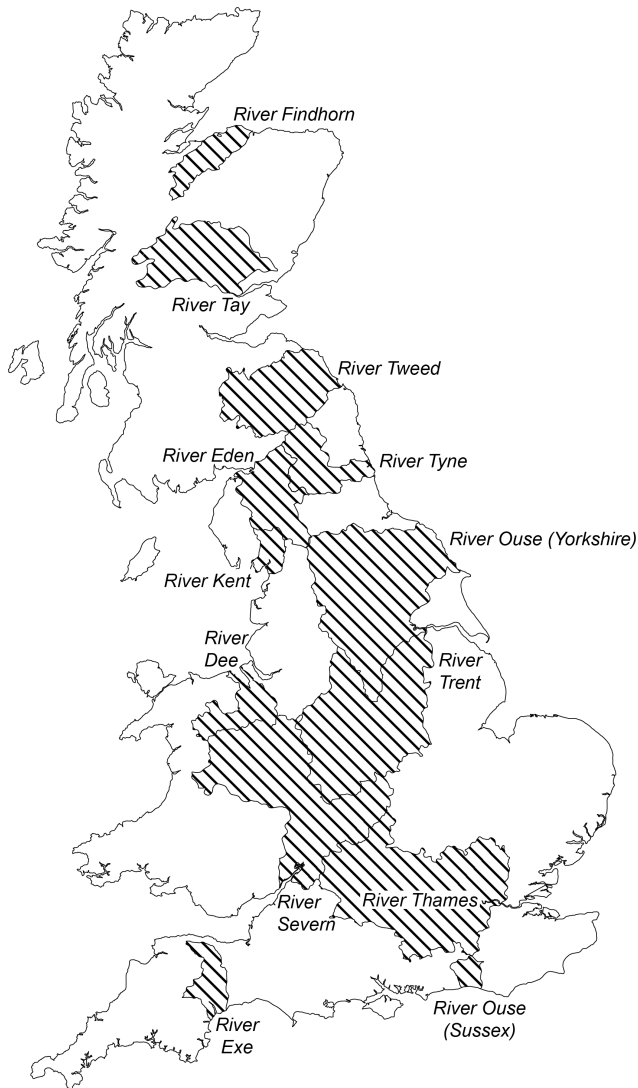 River Findhorn
River Tay
River Tweed
River Eden
River Tyne
River Ouse (Yorkshire)
River Kent
River
Dee
River
Trent
River Thames
River
Severn
River Ouse
(Sussex)
River
Exe